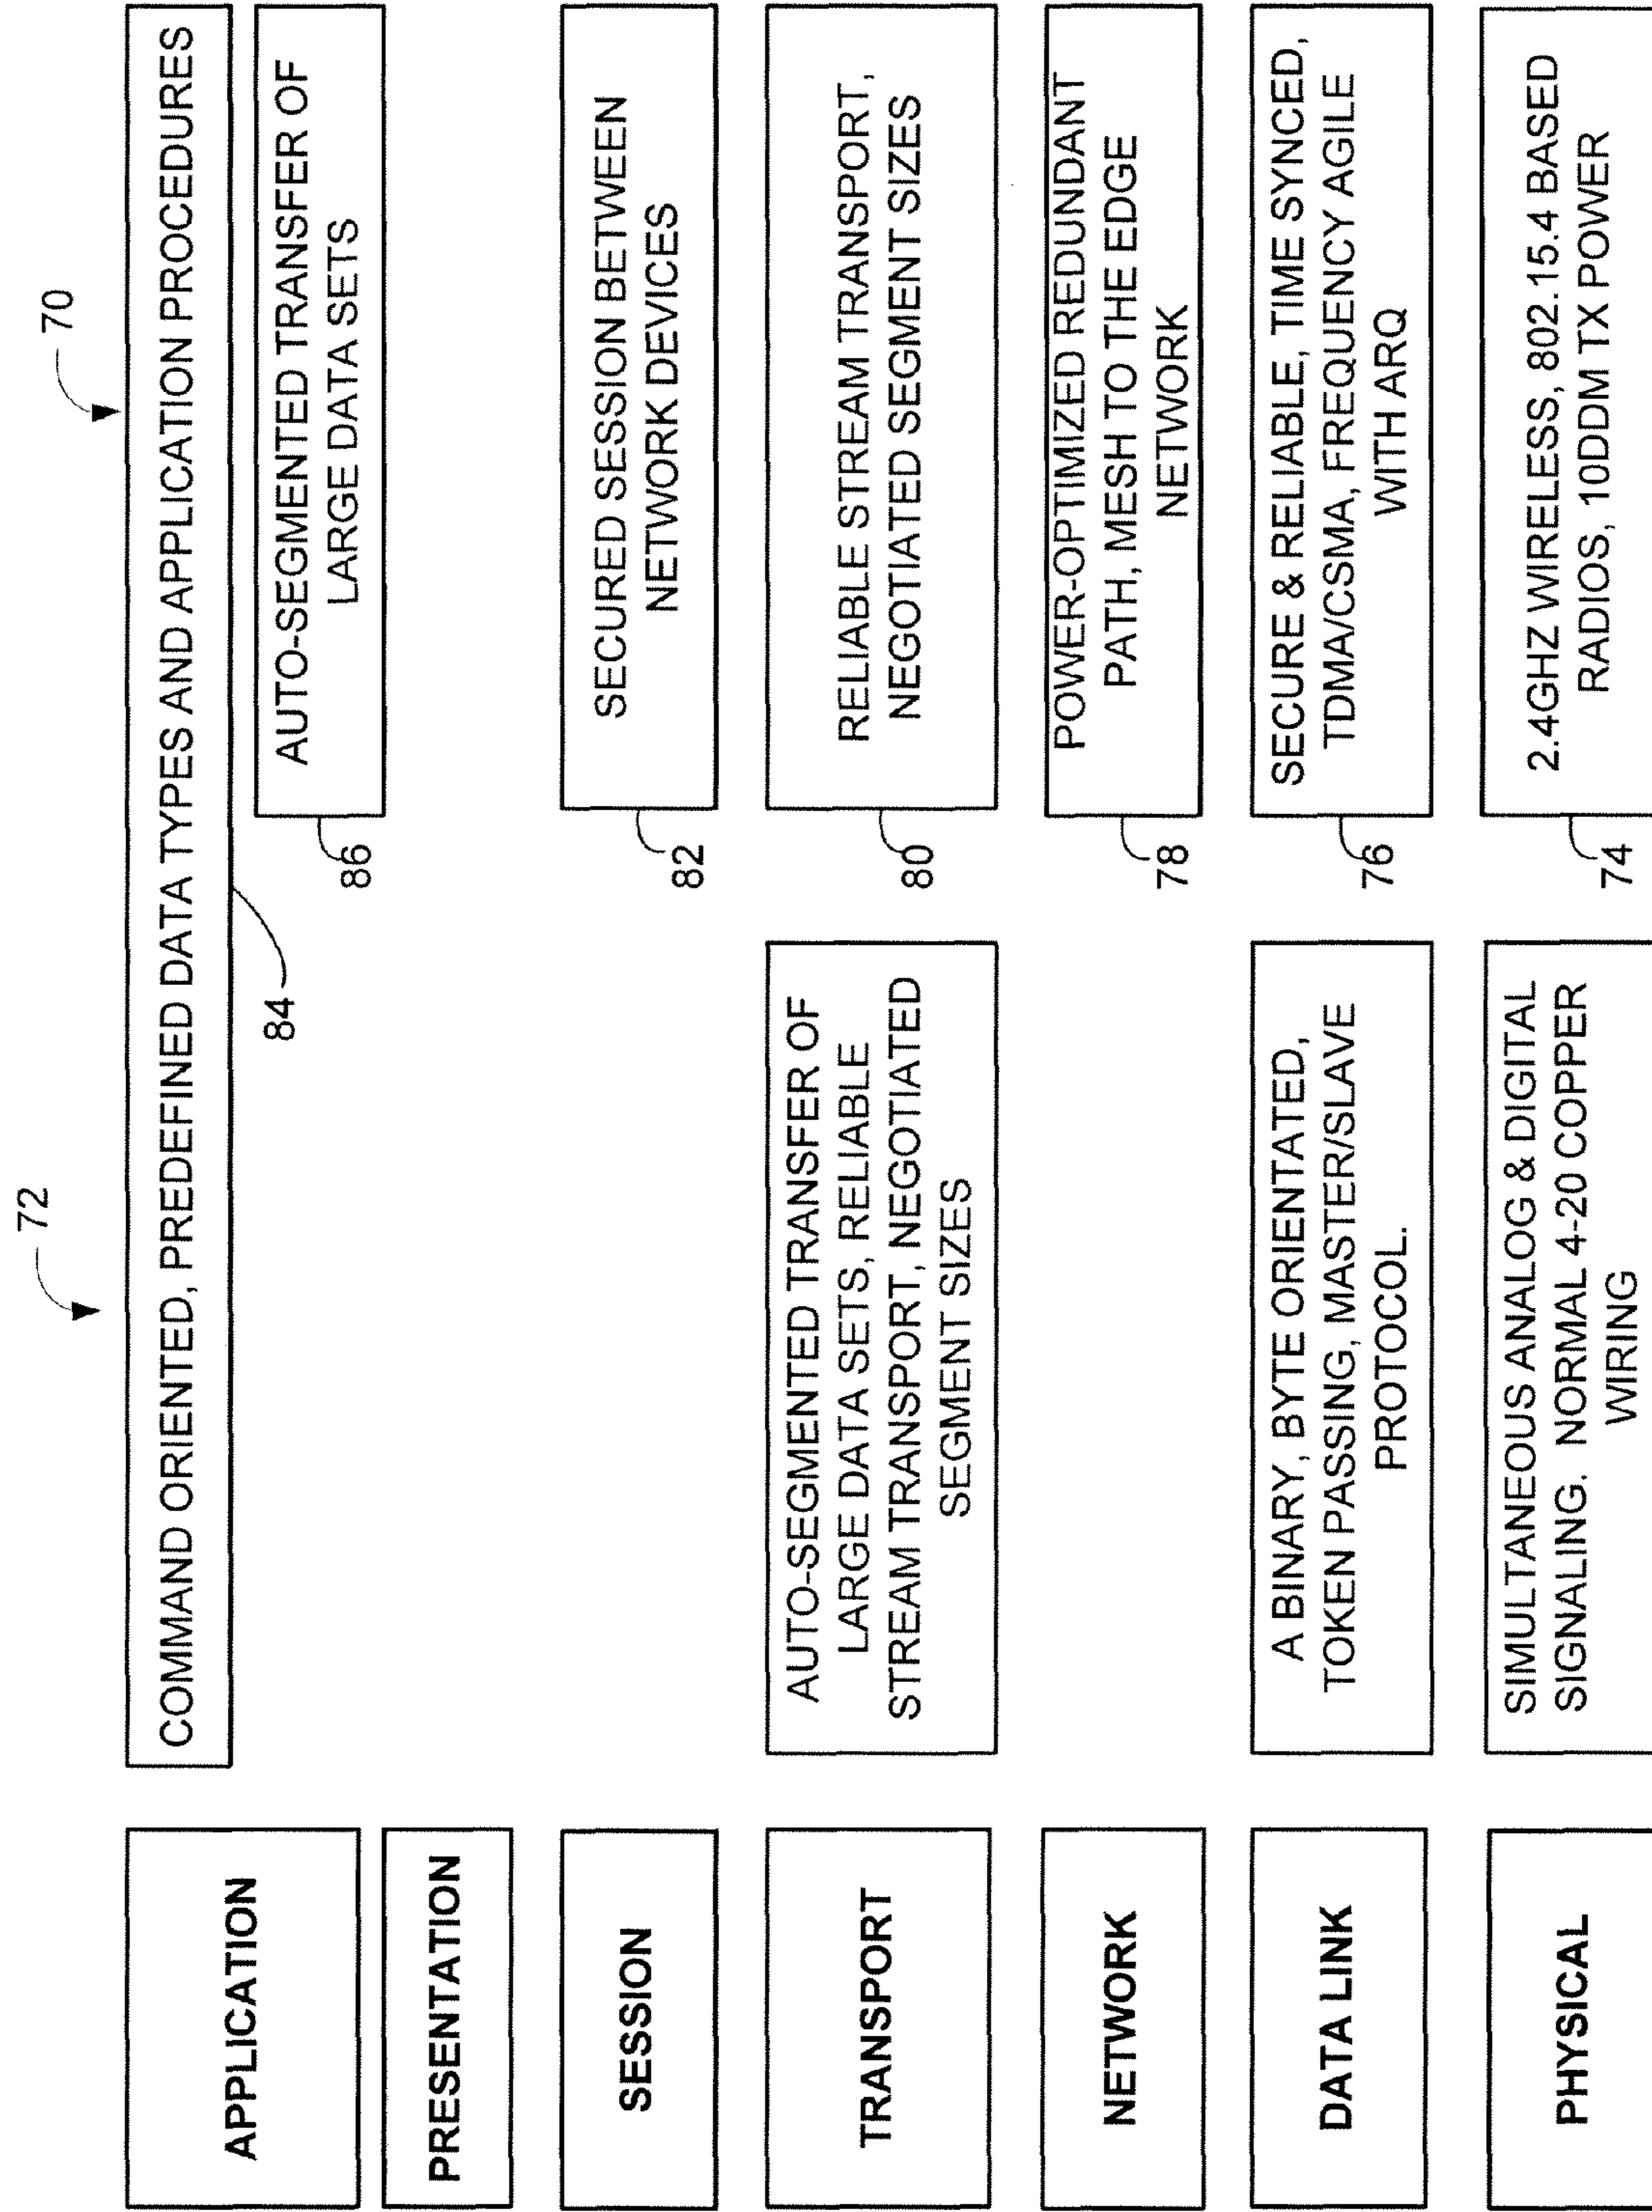 72
70
APPLICATION
COMMAND ORIENTED, PREDEFINED DATA TYPES AND APPLICATION PROCEDURES
84
86
AUTO-SEGMENTED TRANSFER OF
LARGE DATA SETS
PRESENTATION
SESSION
82
SECURED SESSION BETWEEN
NETWORK DEVICES
TRANSPORT
AUTO-SEGMENTED TRANSFER OF
LARGE DATA SETS, RELIABLE
STREAM TRANSPORT, NEGOTIATED
SEGMENT SIZES
80
RELIABLE STREAM TRANSPORT,
NEGOTIATED SEGMENT SIZES
NETWORK
78
POWER-OPTIMIZED REDUNDANT
PATH, MESH TO THE EDGE
NETWORK
DATA LINK
A BINARY, BYTE ORIENTATED,
TOKEN PASSING, MASTER/SLAVE
PROTOCOL.
76
SECURE & RELIABLE, TIME SYNCED,
TDMA/CSMA, FREQUENCY AGILE
WITH ARQ
PHYSICAL
SIMULTANEOUS ANALOG & DIGITAL
SIGNALING. NORMAL 4-20 COPPER
WIRING
74
2.4GHZ WIRELESS, 802.15.4 BASED
RADIOS, 10DDM TX POWER